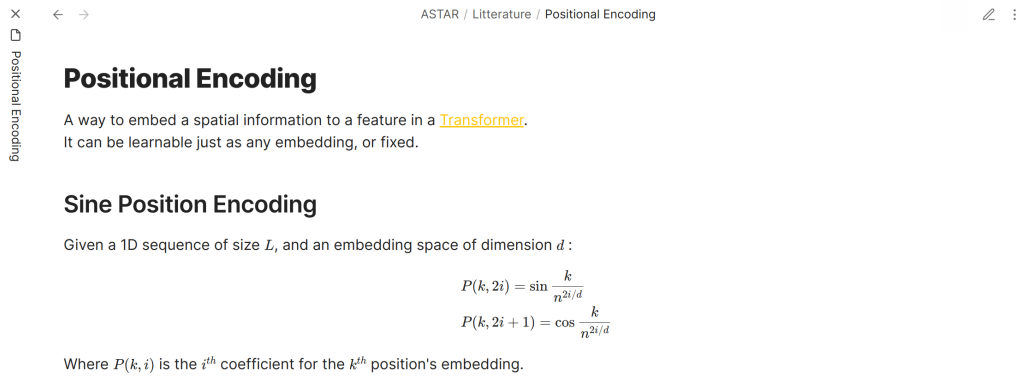 ASTAR / Litterature / Positional Encoding
Positional Encoding
Positional Encoding
A way to embed a spatial information to a feature in a Transformer.
It can be learnable just as any embedding, or fixed.
Sine Position Encoding
Given a 1D sequence of size L, and an embedding space of dimension d :
P(k, 2i) = sin k/n^{2i/d}
P(k, 2i + 1) = cos k/n^{2i/d}
Where P(k, i) is the i^{th} coefficient for the k^{th} position's embedding.